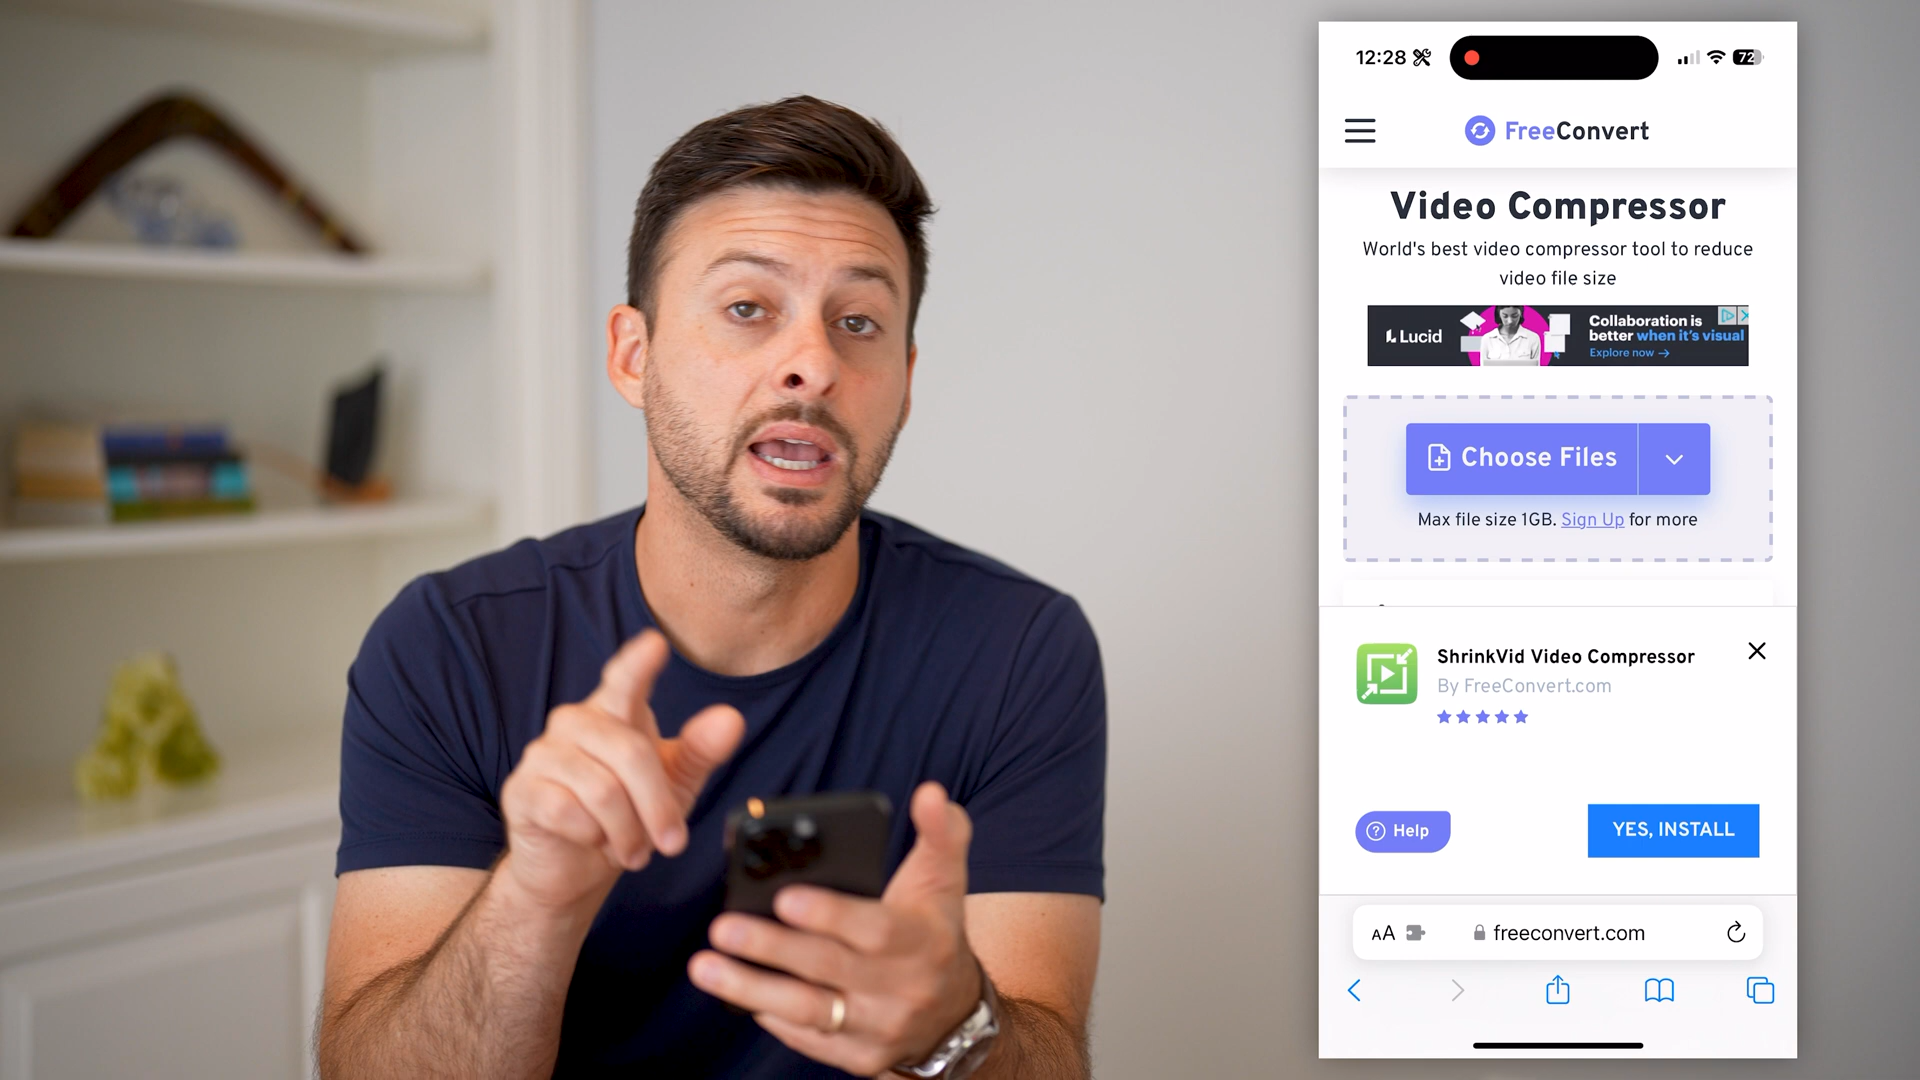 12:28
72
FreeConvert
Video Compressor
World's best video compressor tool to reduce
video file size
Lucid
Collaboration is
better when it's visual
Explore now →
Choose Files
Max file size 1GB. Sign Up for more
ShrinkVid Video Compressor
By FreeConvert.com
Help
YES, INSTALL
AA
freeconvert.com